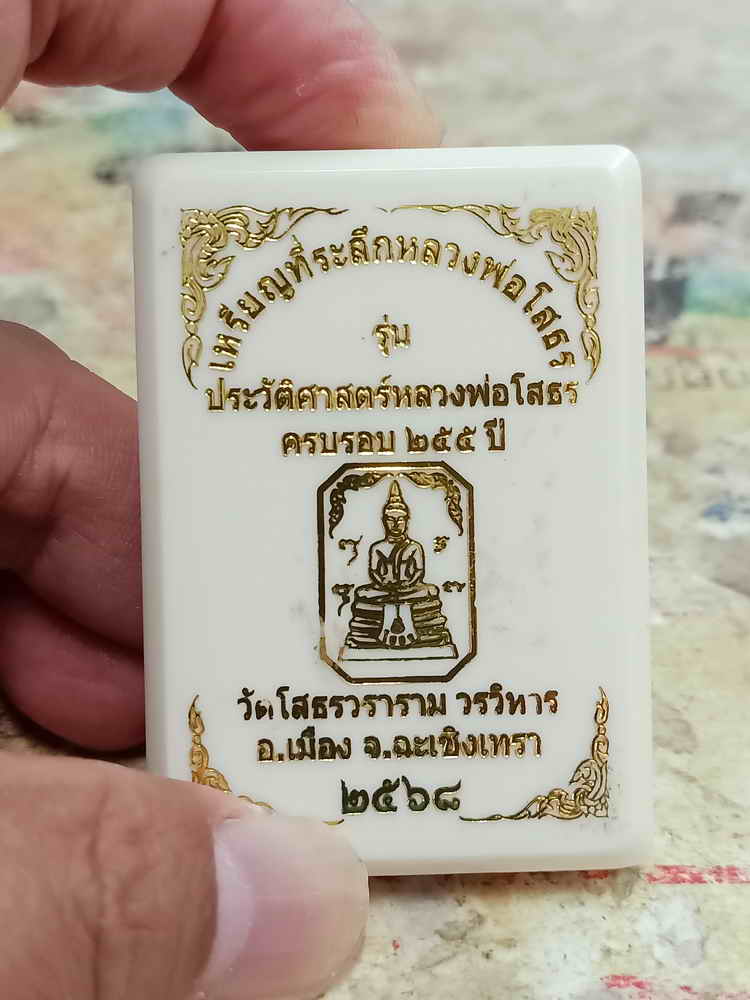 เหรียญที่ระลึกหลวงพ่อโสธร
รุ่น
ประวัติศาสตร์หลวงพ่อโสธร
ครบรอบ ๒๕๕ ปี
วัดโสธรวราราม วรวิหาร
อ.เมือง จ.ฉะเชิงเทรา
๒๕๖๘